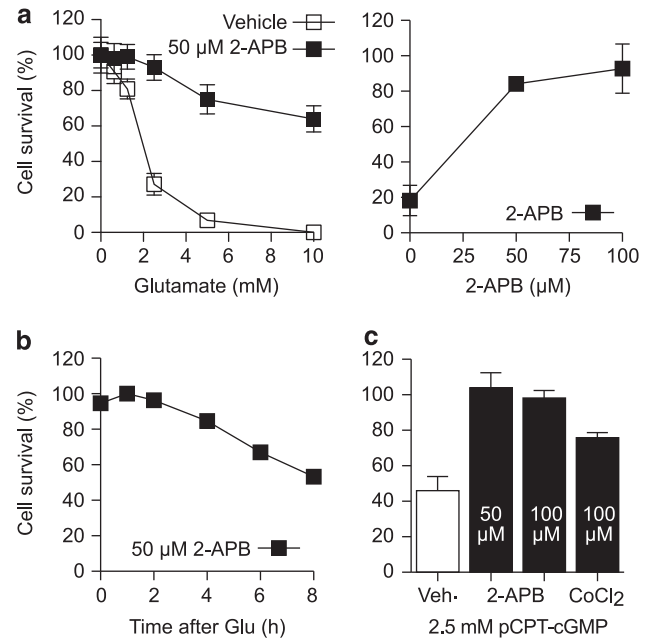 a
Vehicle
50 µM 2-APB
Cell survival (%)
120
100
80
60
40
20
0
0 2 4 6 8 10
Glutamate (mM)
120
100
80
60
40
20
0
2-APB
0 25 50 75 100
2-APB (µM)
b
Cell survival (%)
120
100
80
60
40
20
0
50 µM 2-APB
0 2 4 6 8
Time after Glu (h)
c
120
100
80
60
40
20
0
50 100 100
µM µM µM
Veh. 2-APB CoCl2
2.5 mM pCPT-cGMP